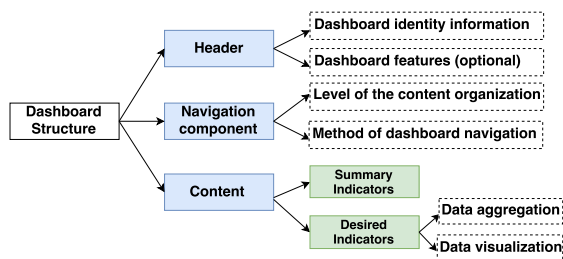 Dashboard
Structure
Header
Dashboard identity information
Dashboard features (optional)
Navigation
component
Level of the content organization
Method of dashboard navigation
Content
Summary
Indicators
Desired
Indicators
Data aggregation
Data visualization